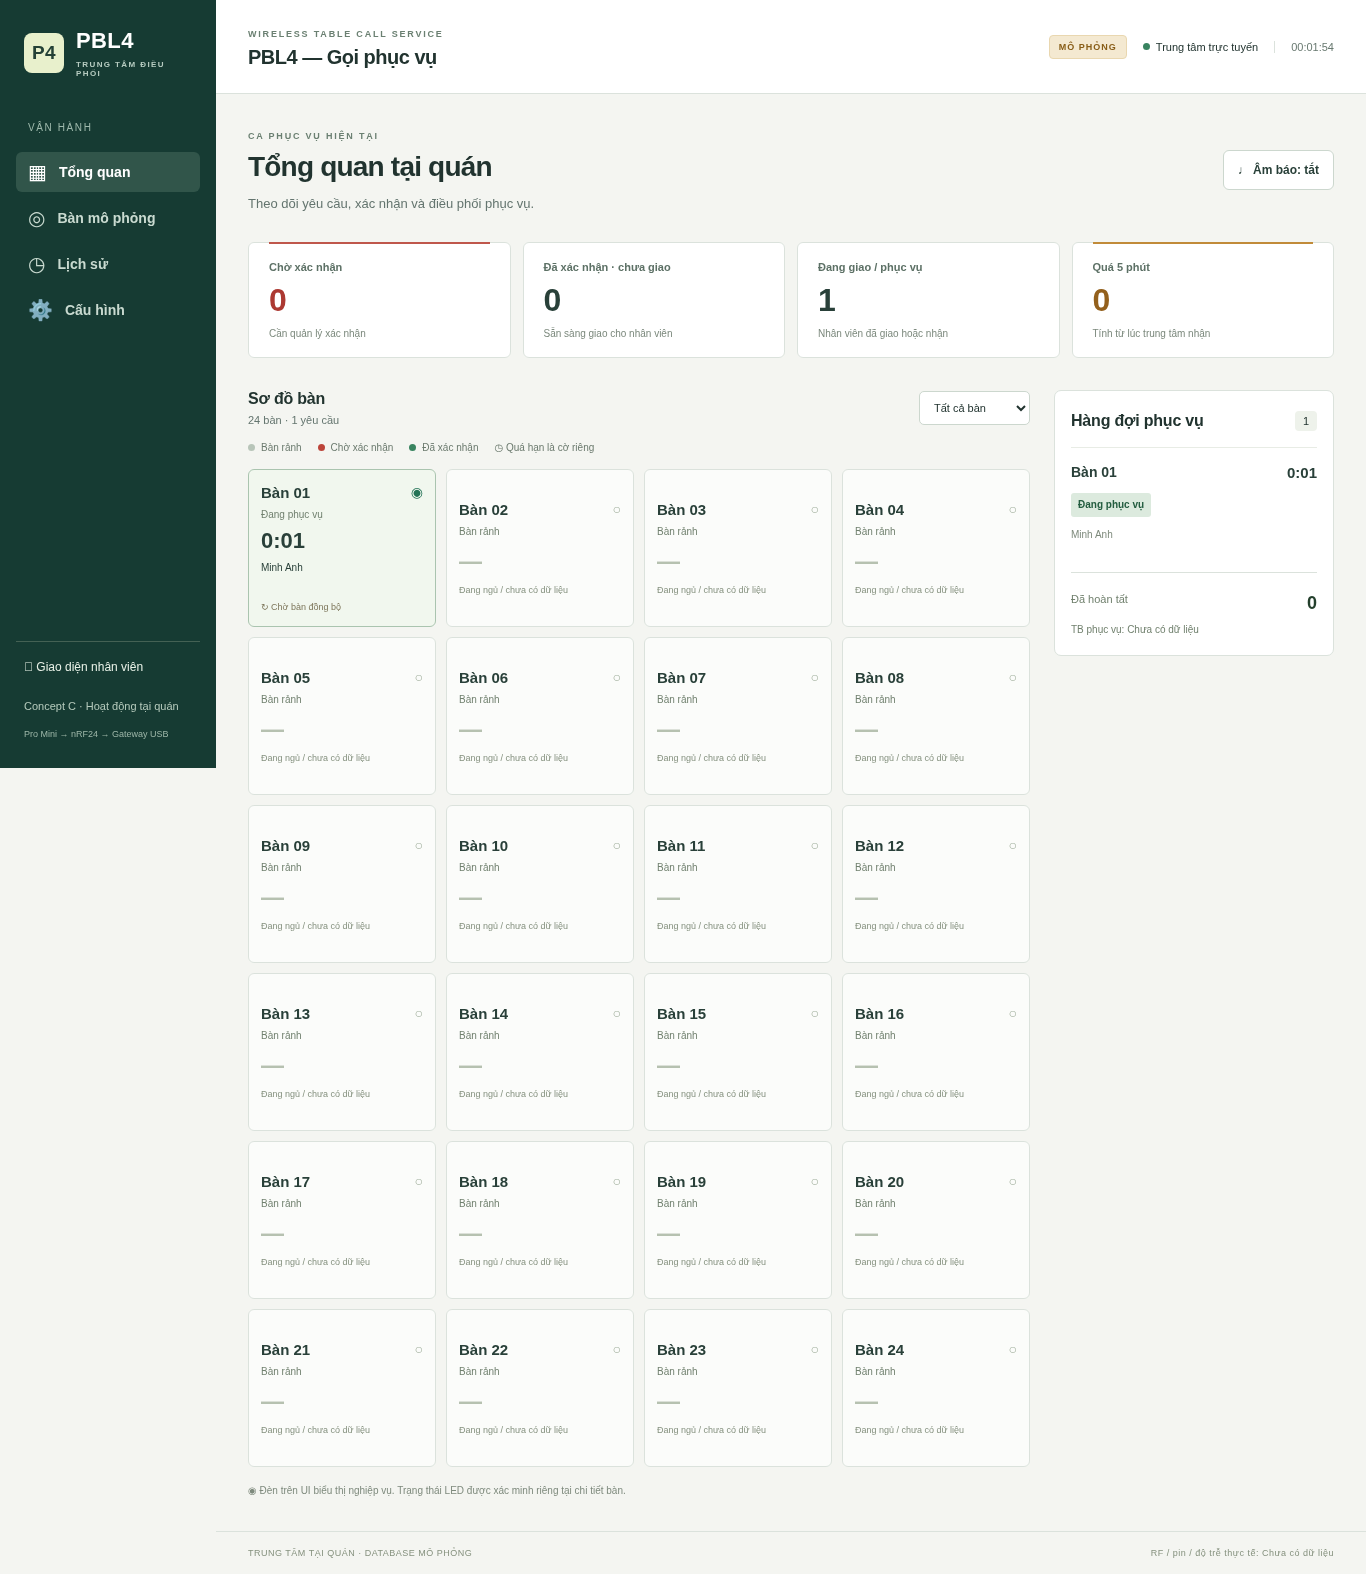 P4
PBL4
TRUNG TÂM ĐIỀU
PHỐI
VẬN HÀNH
Tổng quan
Bàn mô phỏng
Lịch sử
Cấu hình
Giao diện nhân viên
Concept C · Hoạt động tại quán
Pro Mini → nRF24 → Gateway USB
WIRELESS TABLE CALL SERVICE
PBL4 — Gọi phục vụ
MÔ PHỎNG
Trung tâm trực tuyến
00:01:54
CA PHỤC VỤ HIỆN TẠI
Tổng quan tại quán
Theo dõi yêu cầu, xác nhận và điều phối phục vụ.
♩ Âm báo: tắt
Chờ xác nhận
0
Cần quản lý xác nhận
Đã xác nhận · chưa giao
0
Sẵn sàng giao cho nhân viên
Đang giao / phục vụ
1
Nhân viên đã giao hoặc nhận
Quá 5 phút
0
Tính từ lúc trung tâm nhận
Sơ đồ bàn
24 bàn · 1 yêu cầu
Tất cả bàn
Bàn rảnh
Chờ xác nhận
Đã xác nhận
◷ Quá hạn là cờ riêng
Bàn 01 ◉
Đang phục vụ
0:01
Minh Anh
↻ Chờ bàn đồng bộ
Bàn 02 ○
Bàn rảnh
—
Đang ngủ / chưa có dữ liệu
Bàn 03 ○
Bàn rảnh
—
Đang ngủ / chưa có dữ liệu
Bàn 04 ○
Bàn rảnh
—
Đang ngủ / chưa có dữ liệu
Bàn 05 ○
Bàn rảnh
—
Đang ngủ / chưa có dữ liệu
Bàn 06 ○
Bàn rảnh
—
Đang ngủ / chưa có dữ liệu
Bàn 07 ○
Bàn rảnh
—
Đang ngủ / chưa có dữ liệu
Bàn 08 ○
Bàn rảnh
—
Đang ngủ / chưa có dữ liệu
Bàn 09 ○
Bàn rảnh
—
Đang ngủ / chưa có dữ liệu
Bàn 10 ○
Bàn rảnh
—
Đang ngủ / chưa có dữ liệu
Bàn 11 ○
Bàn rảnh
—
Đang ngủ / chưa có dữ liệu
Bàn 12 ○
Bàn rảnh
—
Đang ngủ / chưa có dữ liệu
Bàn 13 ○
Bàn rảnh
—
Đang ngủ / chưa có dữ liệu
Bàn 14 ○
Bàn rảnh
—
Đang ngủ / chưa có dữ liệu
Bàn 15 ○
Bàn rảnh
—
Đang ngủ / chưa có dữ liệu
Bàn 16 ○
Bàn rảnh
—
Đang ngủ / chưa có dữ liệu
Bàn 17 ○
Bàn rảnh
—
Đang ngủ / chưa có dữ liệu
Bàn 18 ○
Bàn rảnh
—
Đang ngủ / chưa có dữ liệu
Bàn 19 ○
Bàn rảnh
—
Đang ngủ / chưa có dữ liệu
Bàn 20 ○
Bàn rảnh
—
Đang ngủ / chưa có dữ liệu
Bàn 21 ○
Bàn rảnh
—
Đang ngủ / chưa có dữ liệu
Bàn 22 ○
Bàn rảnh
—
Đang ngủ / chưa có dữ liệu
Bàn 23 ○
Bàn rảnh
—
Đang ngủ / chưa có dữ liệu
Bàn 24 ○
Bàn rảnh
—
Đang ngủ / chưa có dữ liệu
◉ Đèn trên UI biểu thị nghiệp vụ. Trạng thái LED được xác minh riêng tại chi tiết bàn.
Hàng đợi phục vụ
1
Bàn 01
0:01
Đang phục vụ
Minh Anh
Đã hoàn tất
0
TB phục vụ: Chưa có dữ liệu
TRUNG TÂM TẠI QUÁN · DATABASE MÔ PHỎNG
RF / pin / độ trễ thực tế: Chưa có dữ liệu